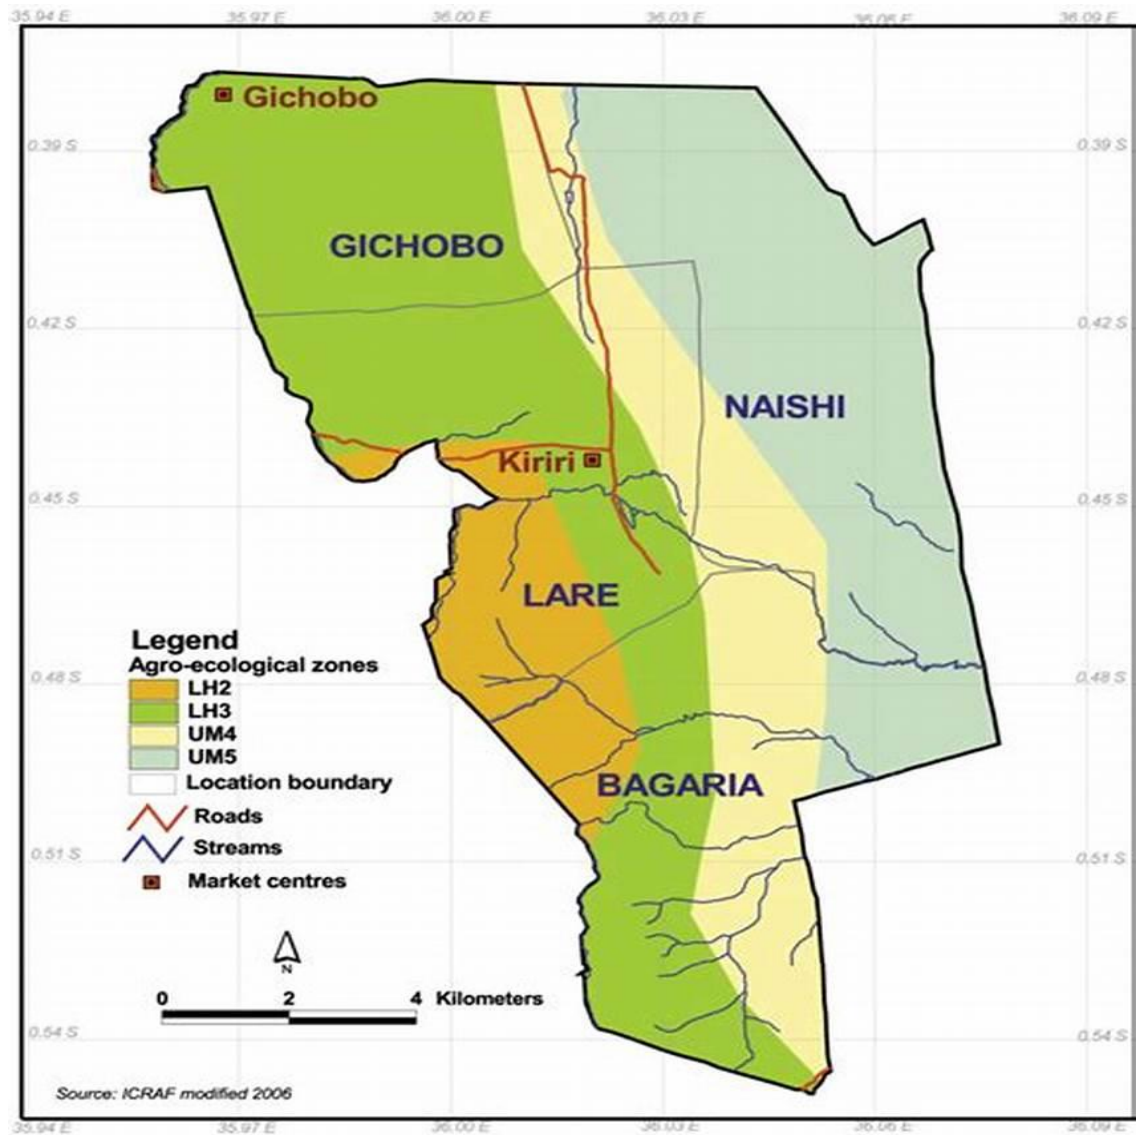 35.94 E 35.97 E 36.00 E 36.03 E 36.06 E 36.09 E
Gichobo
0.39 S 0.39 S
GICHOBO
0.42 S 0.42 S
NAISHI
Kiriri
0.45 S 0.45 S
LARE
Legend
Agro-ecological zones
LH2
LH3
UM4
UM5
Location boundary
Roads
Streams
Market centres
0.48 S 0.48 S
BAGARIA
0.51 S 0.51 S
N
0 2 4 Kilometers
0.54 S 0.54 S
Source: ICRAF modified 2006
35.94 E 35.97 E 36.00 E 36.03 E 36.06 E 36.09 E